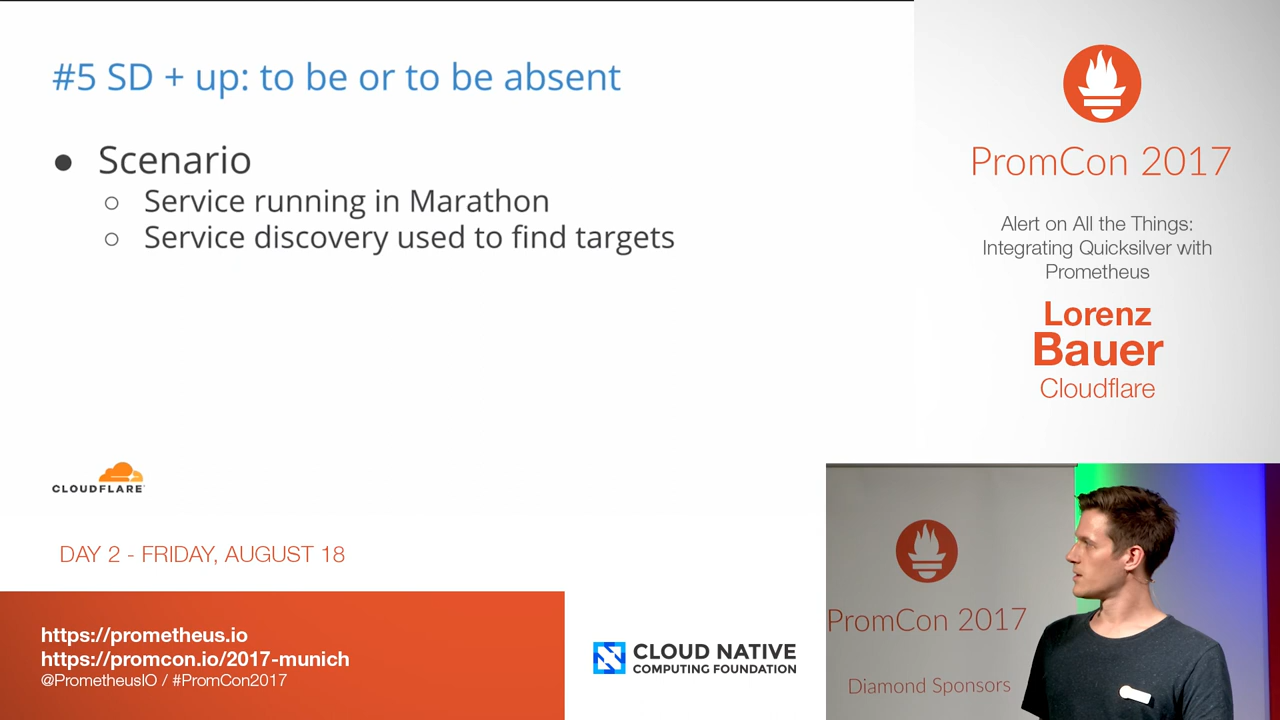 #5 SD + up: to be or to be absent
● Scenario
○ Service running in Marathon
○ Service discovery used to find targets
CLOUDFLARE
DAY 2 - FRIDAY, AUGUST 18
https://prometheus.io
https://promcon.io/2017-munich
@PrometheusIO / #PromCon2017
CLOUD NATIVE
COMPUTING FOUNDATION
PromCon 2017
Alert on All the Things:
Integrating Quicksilver with
Prometheus
Lorenz
Bauer
Cloudflare
PromCon 2017
Diamond Sponsors